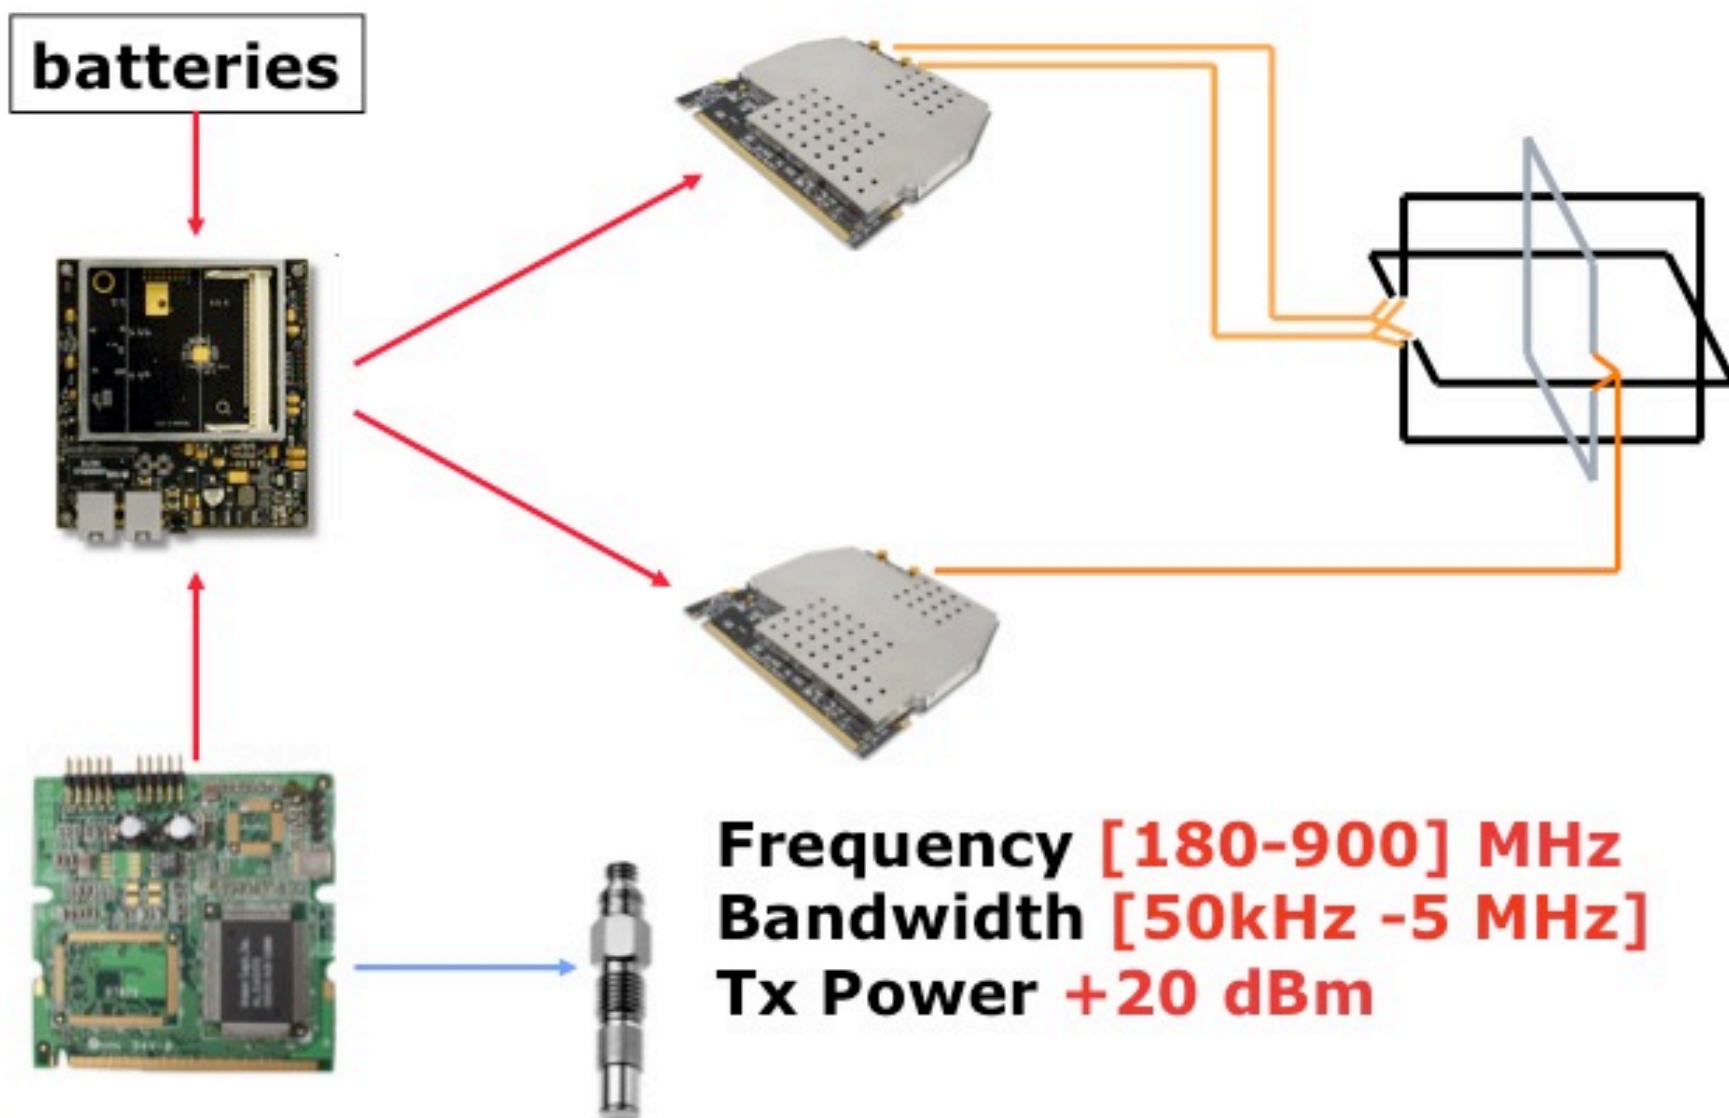 batteries
Frequency [180-900] MHz
Bandwidth [50kHz -5 MHz]
Tx Power +20 dBm